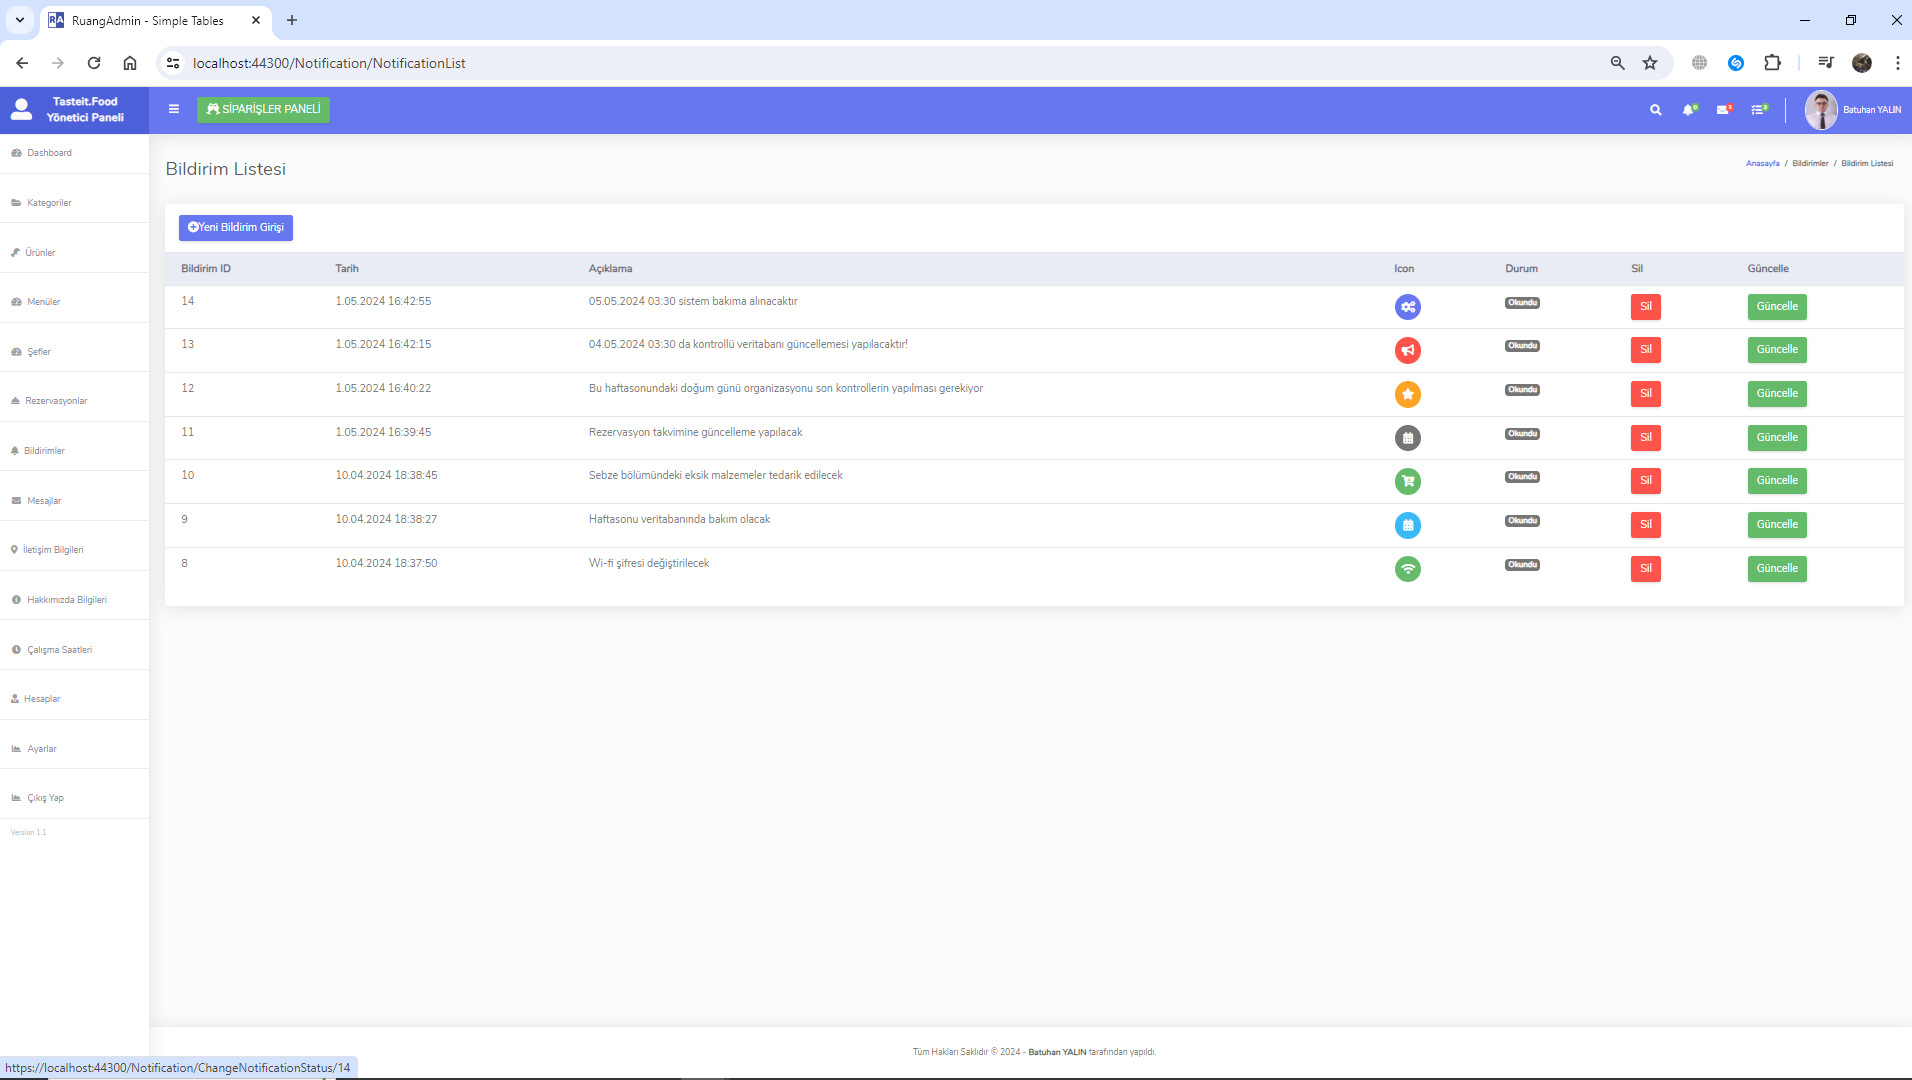 RA RuangAdmin - Simple Tables
localhost:44300/Notification/NotificationList
Tasteit.Food
Yönetici Paneli
SİPARİŞLER PANELİ
Batuhan YALIN
Dashboard
Kategoriler
Ürünler
Menüler
Şefler
Rezervasyonlar
Bildirimler
Mesajlar
İletişim Bilgileri
Hakkımızda Bilgileri
Çalışma Saatleri
Hesaplar
Ayarlar
Çıkış Yap
Version 1.1
Bildirim Listesi
Anasayfa / Bildirimler / Bildirim Listesi
Yeni Bildirim Girişi
Bildirim ID Tarih Açıklama Icon Durum Sil Güncelle
14 1.05.2024 16:42:55 05.05.2024 03:30 sistem bakıma alınacaktır Okundu Sil Güncelle
13 1.05.2024 16:42:15 04.05.2024 03:30 da kontrollü veritabanı güncellemesi yapılacaktır! Okundu Sil Güncelle
12 1.05.2024 16:40:22 Bu haftasonundaki doğum günü organizasyonu son kontrollerin yapılması gerekiyor Okundu Sil Güncelle
11 1.05.2024 16:39:45 Rezervasyon takvimine güncelleme yapılacak Okundu Sil Güncelle
10 10.04.2024 18:38:45 Sebze bölümündeki eksik malzemeler tedarik edilecek Okundu Sil Güncelle
9 10.04.2024 18:38:27 Haftasonu veritabanında bakım olacak Okundu Sil Güncelle
8 10.04.2024 18:37:50 Wi-fi şifresi değiştirilecek Okundu Sil Güncelle
Tüm Hakları Saklıdır © 2024 - Batuhan YALIN tarafından yapıldı.
https://localhost:44300/Notification/ChangeNotificationStatus/14